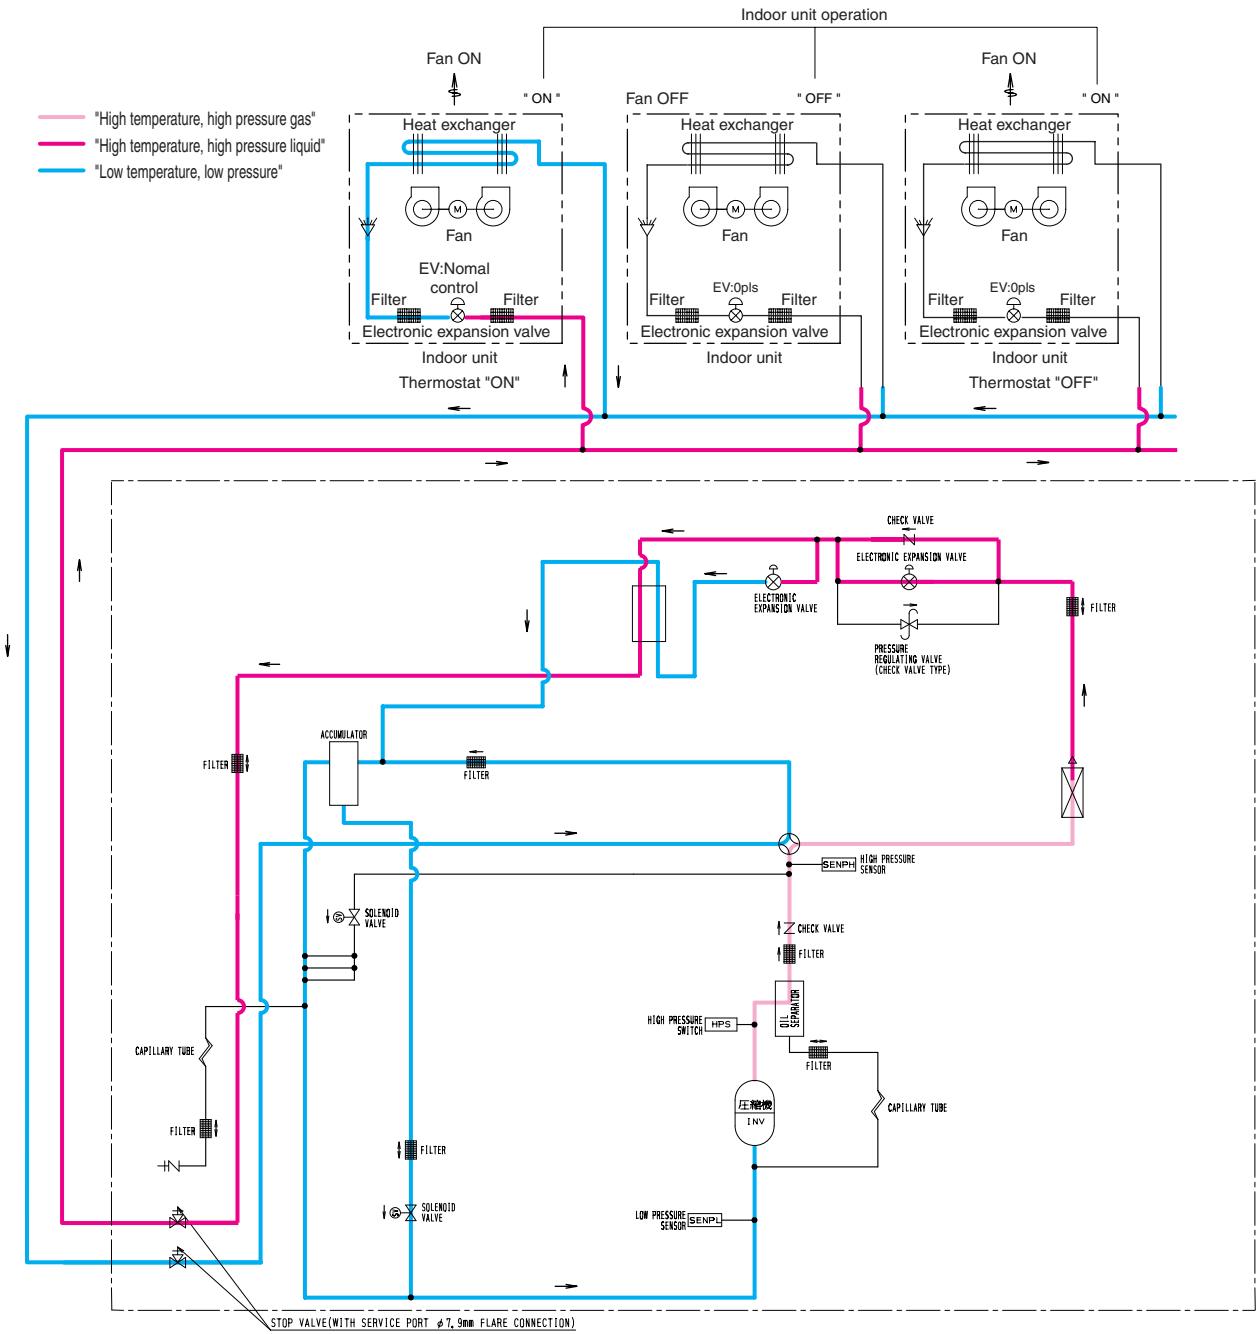 Indoor unit operation
Fan ON
" ON "
Fan OFF
" OFF "
Fan ON
" ON "
"High temperature, high pressure gas"
"High temperature, high pressure liquid"
"Low temperature, low pressure"
Heat exchanger
M
Fan
EV:Nomal
control
Filter
Filter
Electronic expansion valve
Indoor unit
Thermostat "ON"
Heat exchanger
M
Fan
EV:0pls
Filter
Filter
Electronic expansion valve
Indoor unit
Heat exchanger
M
Fan
EV:0pls
Filter
Filter
Electronic expansion valve
Indoor unit
Thermostat "OFF"
CHECK VALVE
ELECTRONIC EXPANSION VALVE
ELECTRONIC
EXPANSION VALVE
FILTER
PRESSURE
REGULATING VALVE
(CHECK VALVE TYPE)
ACCUMULATOR
FILTER
FILTER
SENPH
HIGH PRESSURE
SENSOR
SOLENOID
VALVE
CHECK VALVE
FILTER
OIL
SEPARATOR
HIGH PRESSURE
SWITCH
HPS
FILTER
CAPILLARY TUBE
圧縮機
INV
CAPILLARY TUBE
FILTER
FILTER
SOLENOID
VALVE
LOW PRESSURE
SENSOR
SENPL
STOP VALVE(WITH SERVICE PORT φ7.9mm FLARE CONNECTION)